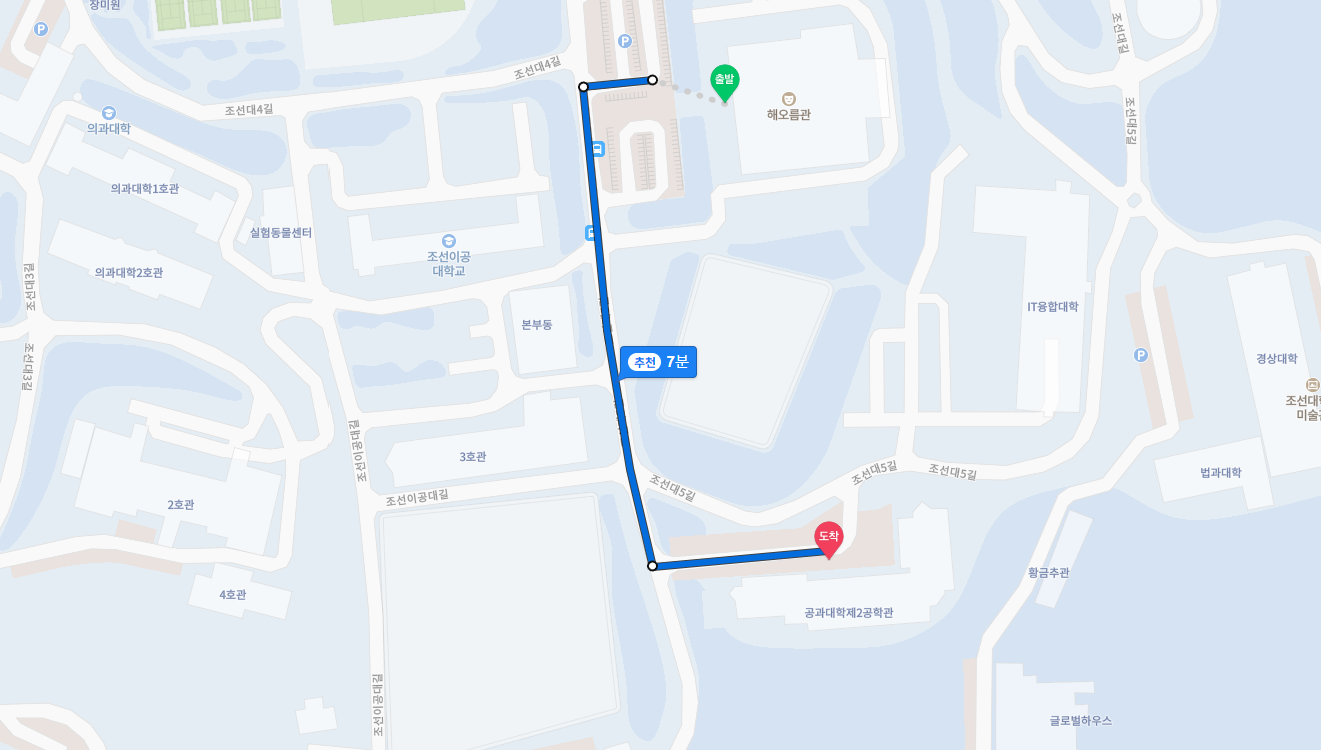 장미원
P
P
조선대4길
조선대길
출발
해오름관
조선대4길
의과대학
조선대5길
의과대학1호관
실험동물센터
조선이공
대학교
의과대학2호관
조선대3길
IT융합대학
본부동
추천 7분
P
경상대학
조선대3길
조선대학
미술관
3호관
조선이공대길
조선대5길
조선대5길
조선대5길
법과대학
조선이공대길
2호관
도착
황금추관
4호관
공과대학제2공학관
조선이공대길
글로벌하우스